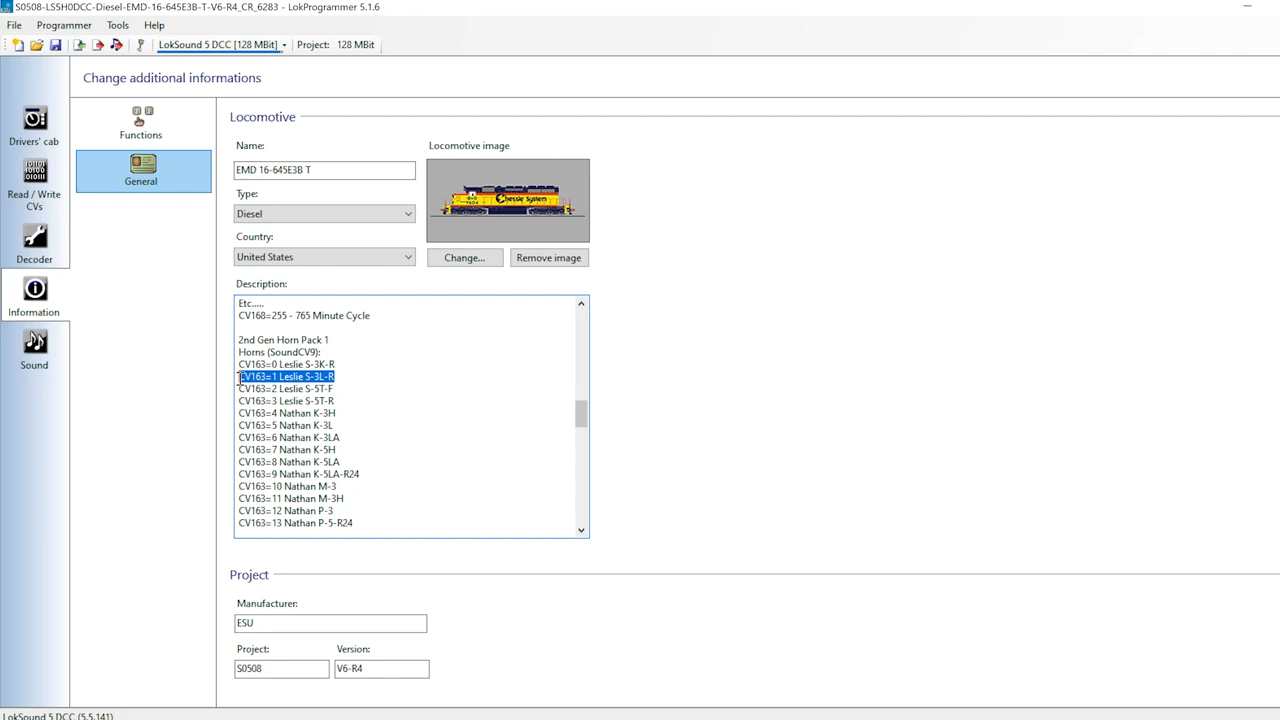 S0508-LS5H0DCC-Diesel-EMD-16-645E3B-T-V6-R4_CR_6283 - LokProgrammer 5.1.6
File Programmer Tools Help
LokSound 5 DCC [128 MBit] Project: 128 MBit
Change additional informations
Drivers' cab
Read / Write
CVs
Decoder
Information
Sound
Functions
General
Locomotive
Name:
EMD 16-645E3B T
Type:
Diesel
Country:
United States
Locomotive image
Chessie System
Change... Remove image
Description:
Etc.....
CV168=255 - 765 Minute Cycle
2nd Gen Horn Pack 1
Horns (SoundCV9):
CV163=0 Leslie S-3K-R
CV163=1 Leslie S-3L-R
CV163=2 Leslie S-5T-F
CV163=3 Leslie S-5T-R
CV163=4 Nathan K-3H
CV163=5 Nathan K-3L
CV163=6 Nathan K-3LA
CV163=7 Nathan K-5H
CV163=8 Nathan K-5LA
CV163=9 Nathan K-5LA-R24
CV163=10 Nathan M-3
CV163=11 Nathan M-3H
CV163=12 Nathan P-3
CV163=13 Nathan P-5-R24
Project
Manufacturer:
ESU
Project: Version:
S0508 V6-R4
LokSound 5 DCC (5.5.141)